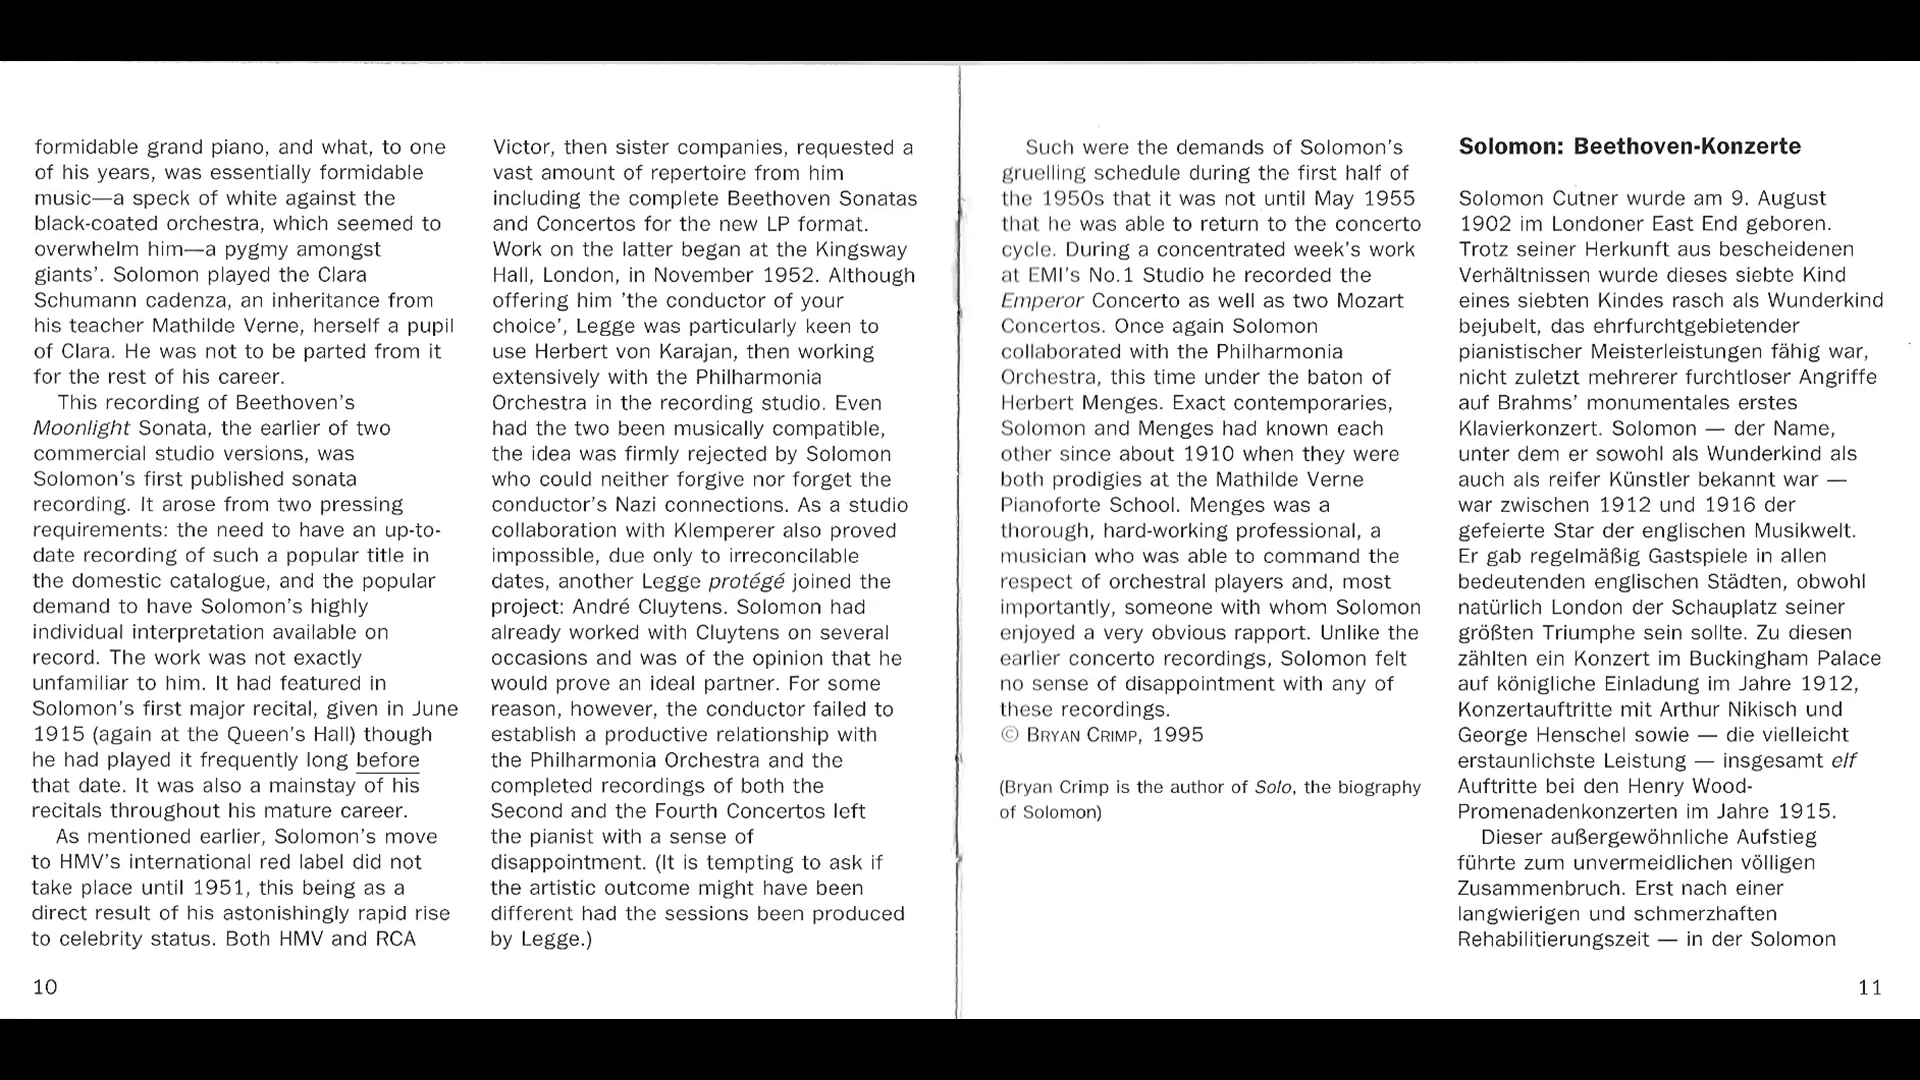 formidable grand piano, and what, to one
of his years, was essentially formidable
music—a speck of white against the
black-coated orchestra, which seemed to
overwhelm him—a pygmy amongst
giants'. Solomon played the Clara
Schumann cadenza, an inheritance from
his teacher Mathilde Verne, herself a pupil
of Clara. He was not to be parted from it
for the rest of his career.
This recording of Beethoven's
Moonlight Sonata, the earlier of two
commercial studio versions, was
Solomon's first published sonata
recording. It arose from two pressing
requirements: the need to have an up-to-
date recording of such a popular title in
the domestic catalogue, and the popular
demand to have Solomon's highly
individual interpretation available on
record. The work was not exactly
unfamiliar to him. It had featured in
Solomon's first major recital, given in June
1915 (again at the Queen's Hall) though
he had played it frequently long before
that date. It was also a mainstay of his
recitals throughout his mature career.
As mentioned earlier, Solomon's move
to HMV's international red label did not
take place until 1951, this being as a
direct result of his astonishingly rapid rise
to celebrity status. Both HMV and RCA
10
Victor, then sister companies, requested a
vast amount of repertoire from him
including the complete Beethoven Sonatas
and Concertos for the new LP format.
Work on the latter began at the Kingsway
Hall, London, in November 1952. Although
offering him 'the conductor of your
choice', Legge was particularly keen to
use Herbert von Karajan, then working
extensively with the Philharmonia
Orchestra in the recording studio. Even
had the two been musically compatible,
the idea was firmly rejected by Solomon
who could neither forgive nor forget the
conductor's Nazi connections. As a studio
collaboration with Klemperer also proved
impossible, due only to irreconcilable
dates, another Legge protégé joined the
project: André Cluytens. Solomon had
already worked with Cluytens on several
occasions and was of the opinion that he
would prove an ideal partner. For some
reason, however, the conductor failed to
establish a productive relationship with
the Philharmonia Orchestra and the
completed recordings of both the
Second and the Fourth Concertos left
the pianist with a sense of
disappointment. (It is tempting to ask if
the artistic outcome might have been
different had the sessions been produced
by Legge.)
Such were the demands of Solomon's
gruelling schedule during the first half of
the 1950s that it was not until May 1955
that he was able to return to the concerto
cycle. During a concentrated week's work
at EMI's No.1 Studio he recorded the
Emperor Concerto as well as two Mozart
Concertos. Once again Solomon
collaborated with the Philharmonia
Orchestra, this time under the baton of
Herbert Menges. Exact contemporaries,
Solomon and Menges had known each
other since about 1910 when they were
both prodigies at the Mathilde Verne
Pianoforte School. Menges was a
thorough, hard-working professional, a
musician who was able to command the
respect of orchestral players and, most
importantly, someone with whom Solomon
enjoyed a very obvious rapport. Unlike the
earlier concerto recordings, Solomon felt
no sense of disappointment with any of
these recordings.
© BRYAN CRIMP, 1995
(Bryan Crimp is the author of Solo, the biography
of Solomon)
Solomon: Beethoven-Konzerte
Solomon Cutner wurde am 9. August
1902 im Londoner East End geboren.
Trotz seiner Herkunft aus bescheidenen
Verhältnissen wurde dieses siebte Kind
eines siebten Kindes rasch als Wunderkind
bejubelt, das ehrfurchtgebietender
pianistischer Meisterleistungen fähig war,
nicht zuletzt mehrerer furchtloser Angriffe
auf Brahms' monumentales erstes
Klavierkonzert. Solomon — der Name,
unter dem er sowohl als Wunderkind als
auch als reifer Künstler bekannt war —
war zwischen 1912 und 1916 der
gefeierte Star der englischen Musikwelt.
Er gab regelmäßig Gastspiele in allen
bedeutenden englischen Städten, obwohl
natürlich London der Schauplatz seiner
größten Triumphe sein sollte. Zu diesen
zählten ein Konzert im Buckingham Palace
auf königliche Einladung im Jahre 1912,
Konzertauftritte mit Arthur Nikisch und
George Henschel sowie — die vielleicht
erstaunlichste Leistung — insgesamt elf
Auftritte bei den Henry Wood-
Promenadenkonzerten im Jahre 1915.
Dieser außergewöhnliche Aufstieg
führte zum unvermeidlichen völligen
Zusammenbruch. Erst nach einer
langwierigen und schmerzhaften
Rehabilitierungszeit — in der Solomon
11